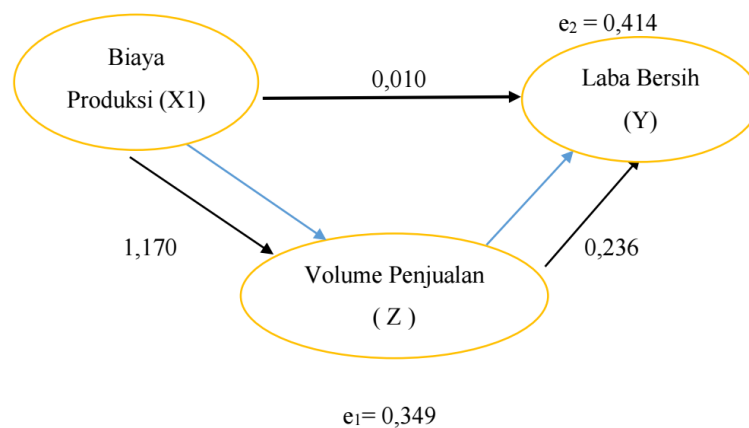 e₂ = 0,414
Biaya
Produksi (X1)
0,010
Laba Bersih
(Y)
1,170
0,236
Volume Penjualan
( Z )
e₁= 0,349